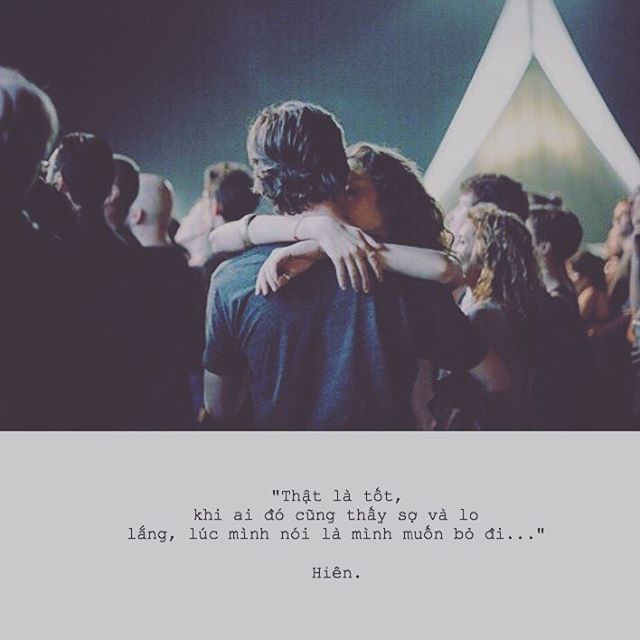 "Thật là tốt,
khi ai đó cũng thấy sợ và lo
lắng, lúc mình nói là mình muốn bỏ đi..."
Hiên.